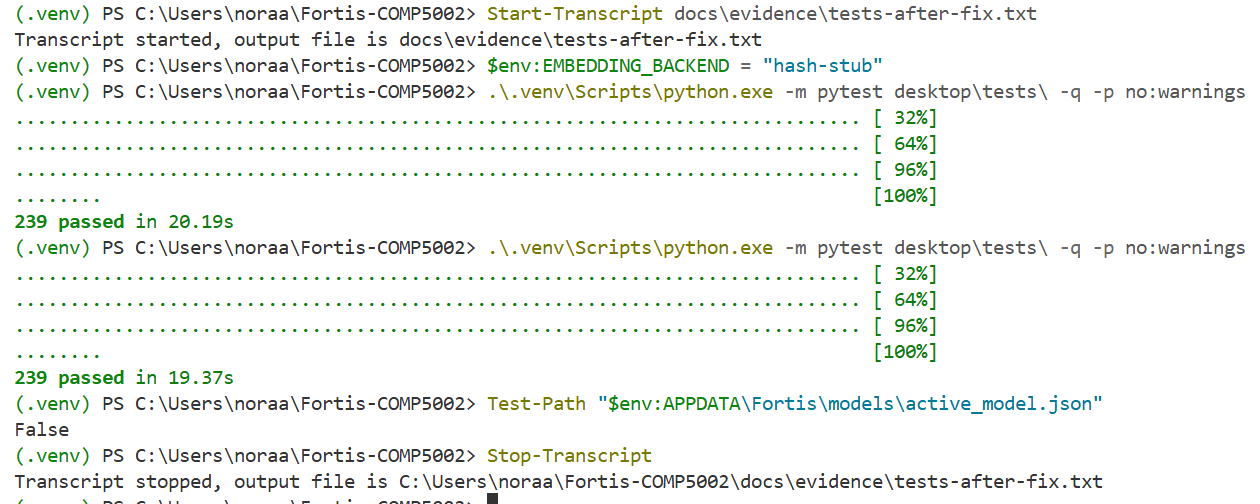 (.venv) PS C:\Users\noraa\Fortis-COMP5002> Start-Transcript docs\evidence\tests-after-fix.txt
Transcript started, output file is docs\evidence\tests-after-fix.txt
(.venv) PS C:\Users\noraa\Fortis-COMP5002> $env:EMBEDDING_BACKEND = "hash-stub"
(.venv) PS C:\Users\noraa\Fortis-COMP5002> .\.venv\Scripts\python.exe -m pytest desktop\tests\ -q -p no:warnings
............................................................................. [ 32%]
............................................................................. [ 64%]
............................................................................. [ 96%]
........ [100%]
239 passed in 20.19s
(.venv) PS C:\Users\noraa\Fortis-COMP5002> .\.venv\Scripts\python.exe -m pytest desktop\tests\ -q -p no:warnings
............................................................................. [ 32%]
............................................................................. [ 64%]
............................................................................. [ 96%]
........ [100%]
239 passed in 19.37s
(.venv) PS C:\Users\noraa\Fortis-COMP5002> Test-Path "$env:APPDATA\Fortis\models\active_model.json"
False
(.venv) PS C:\Users\noraa\Fortis-COMP5002> Stop-Transcript
Transcript stopped, output file is C:\Users\noraa\Fortis-COMP5002\docs\evidence\tests-after-fix.txt